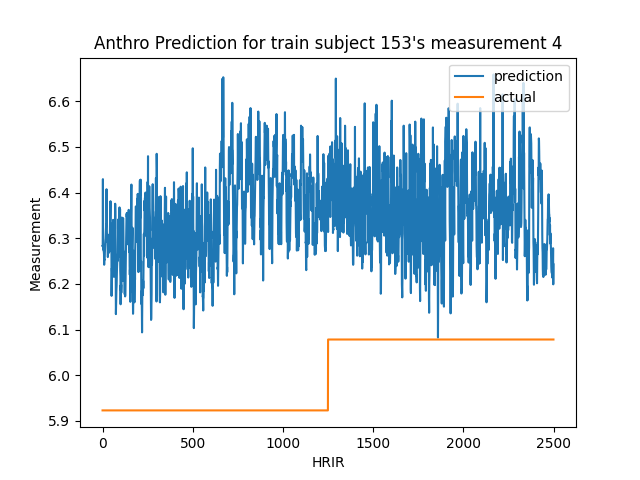 Anthro Prediction for train subject 153's measurement 4
prediction
actual
6.6
6.5
6.4
6.3
6.2
6.1
6.0
5.9
Measurement
0
500
1000
1500
2000
2500
HRIR